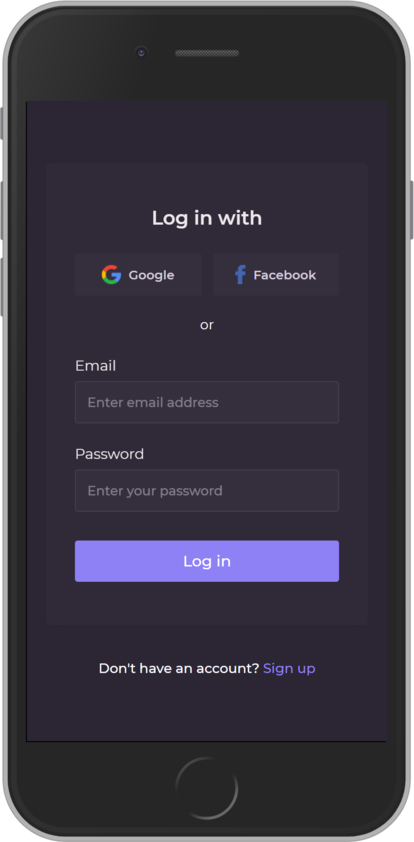 Log in with
Google
Facebook
or
Email
Enter email address
Password
Enter your password
Log in
Don't have an account? Sign up